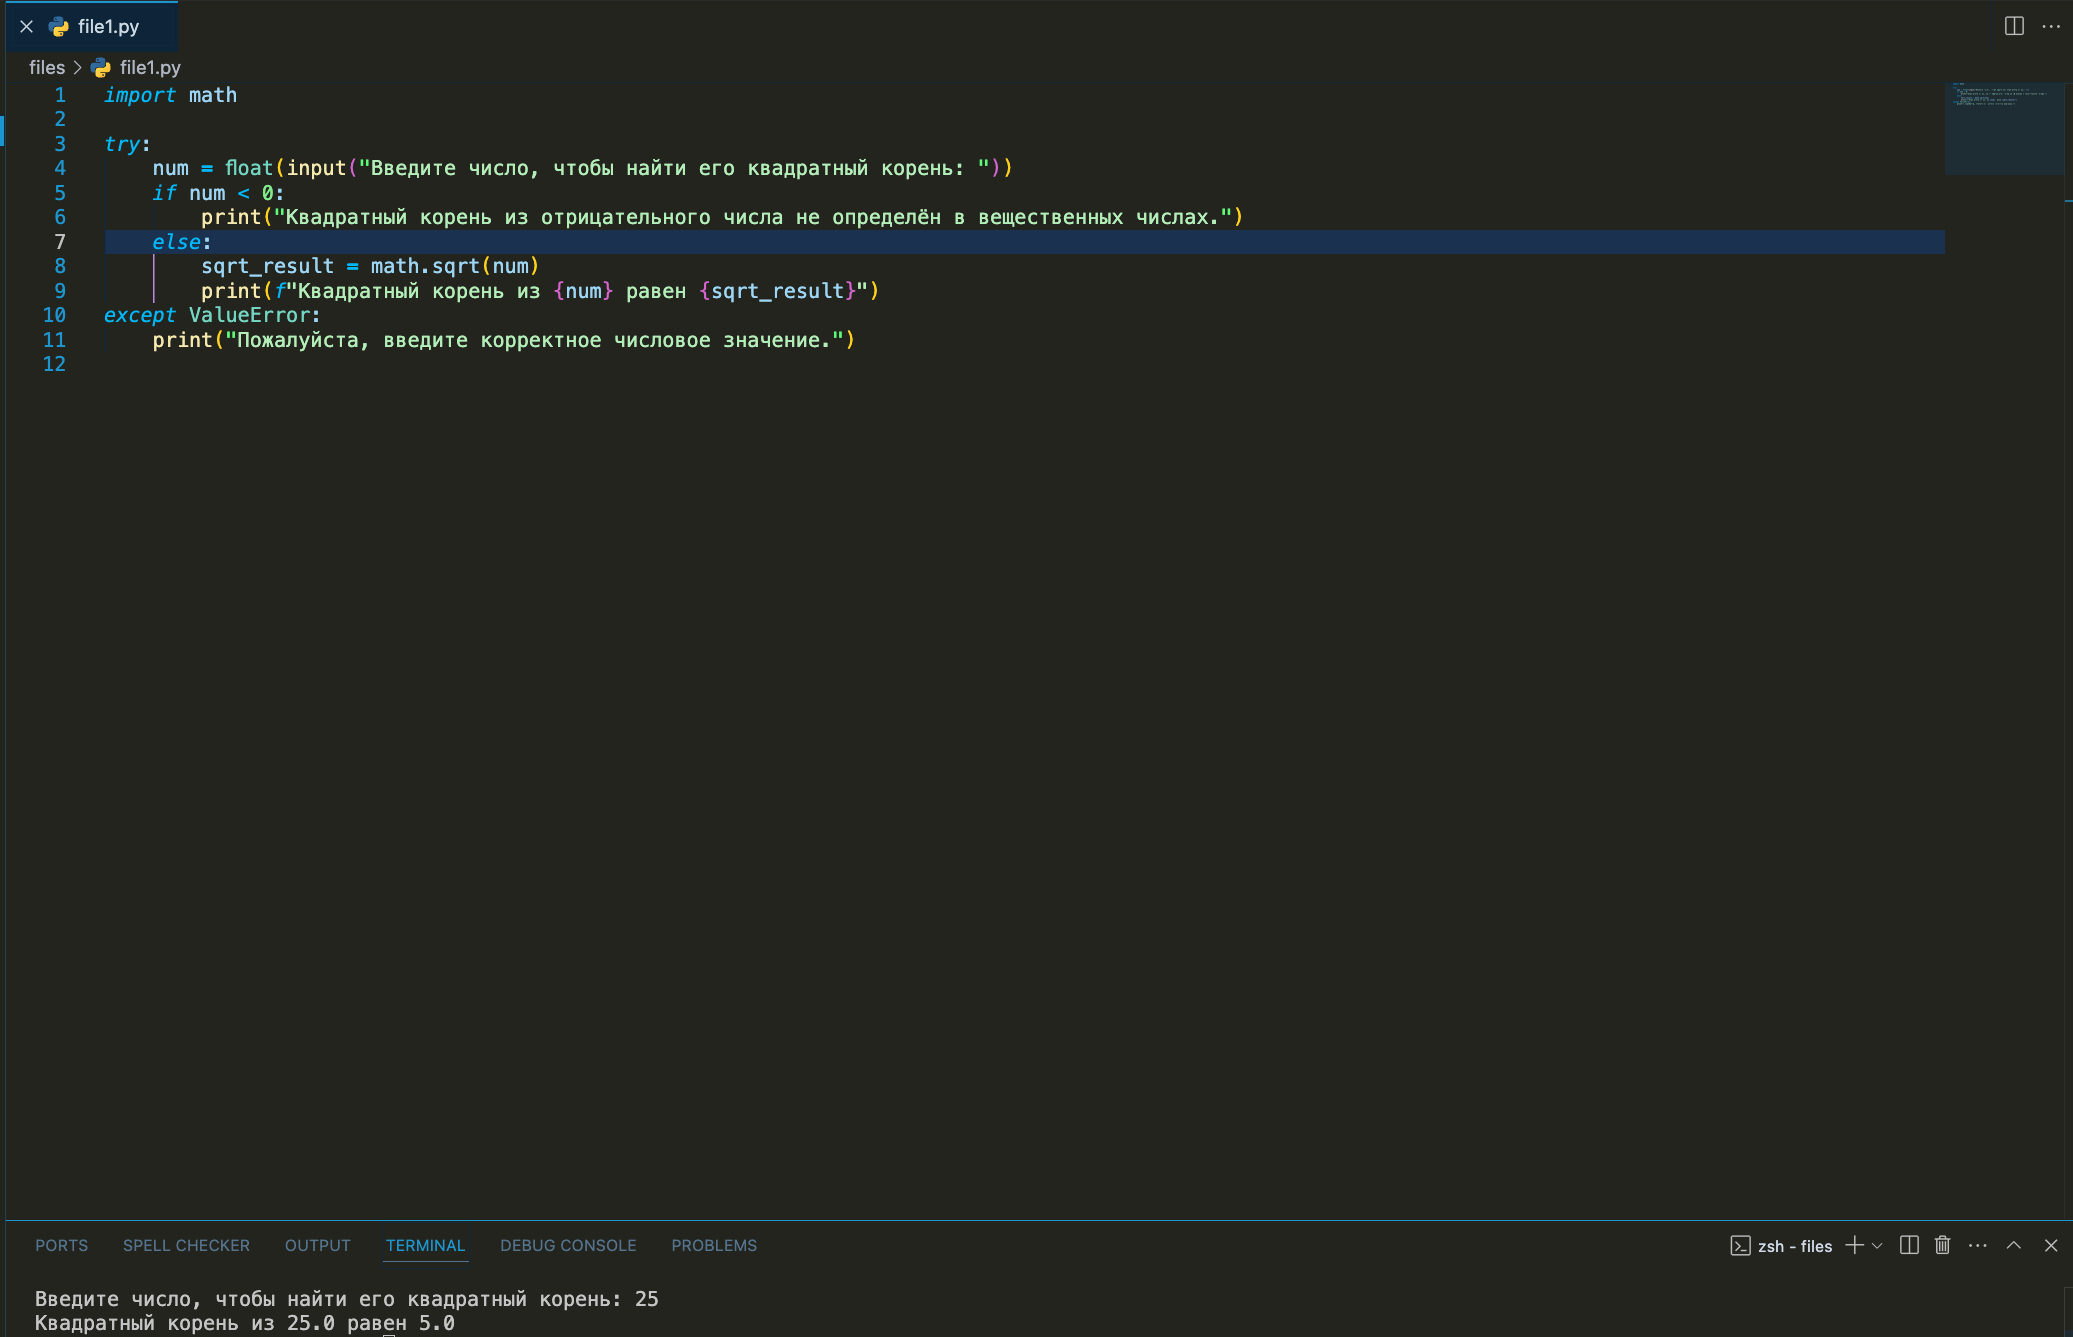 file1.py
files > file1.py
1 import math
2
3 try:
4     num = float(input("Введите число, чтобы найти его квадратный корень: "))
5     if num < 0:
6         print("Квадратный корень из отрицательного числа не определён в вещественных числах.")
7     else:
8         sqrt_result = math.sqrt(num)
9         print(f"Квадратный корень из {num} равен {sqrt_result}")
10 except ValueError:
11     print("Пожалуйста, введите корректное числовое значение.")
12
PORTS SPELL CHECKER OUTPUT TERMINAL DEBUG CONSOLE PROBLEMS zsh - files
Введите число, чтобы найти его квадратный корень: 25
Квадратный корень из 25.0 равен 5.0